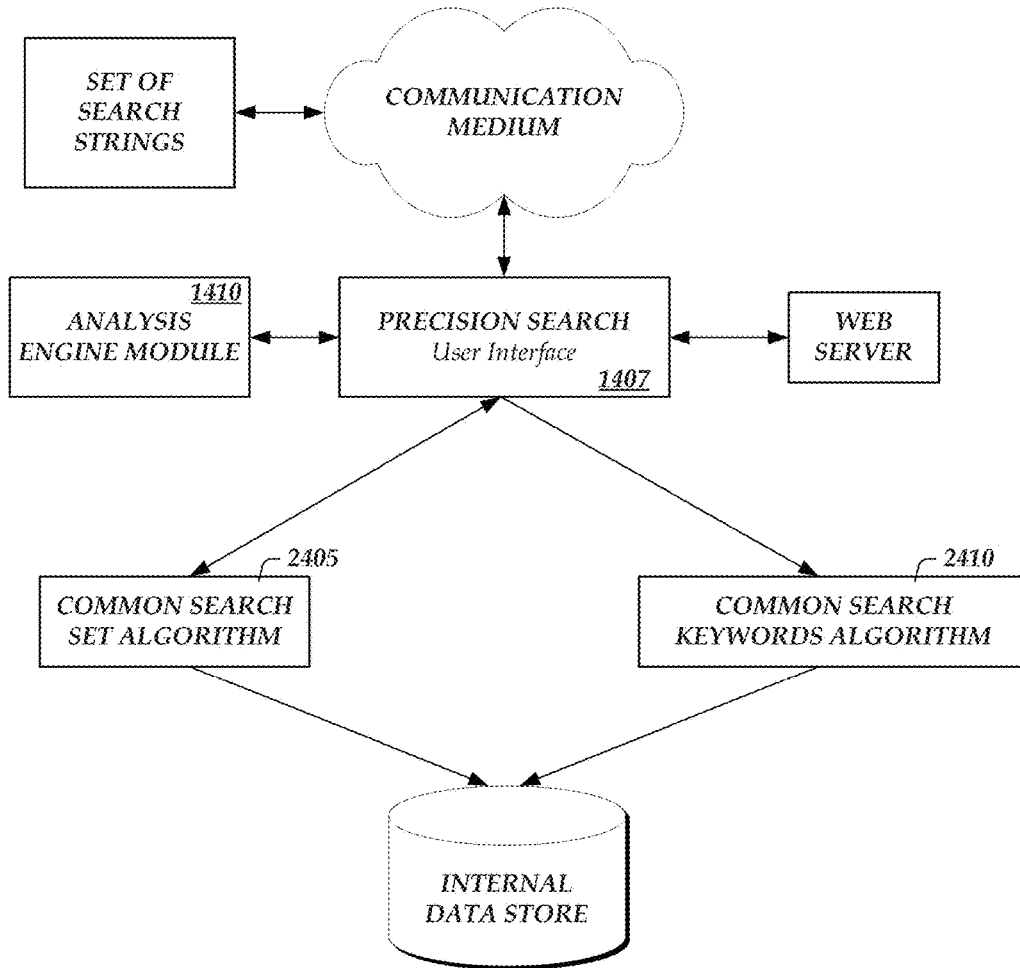 SET OF
SEARCH
STRINGS
COMMUNICATION
MEDIUM
1410
ANALYSIS
ENGINE MODULE
PRECISION SEARCH
User Interface
1407
WEB
SERVER
2405
COMMON SEARCH
SET ALGORITHM
2410
COMMON SEARCH
KEYWORDS ALGORITHM
INTERNAL
DATA STORE